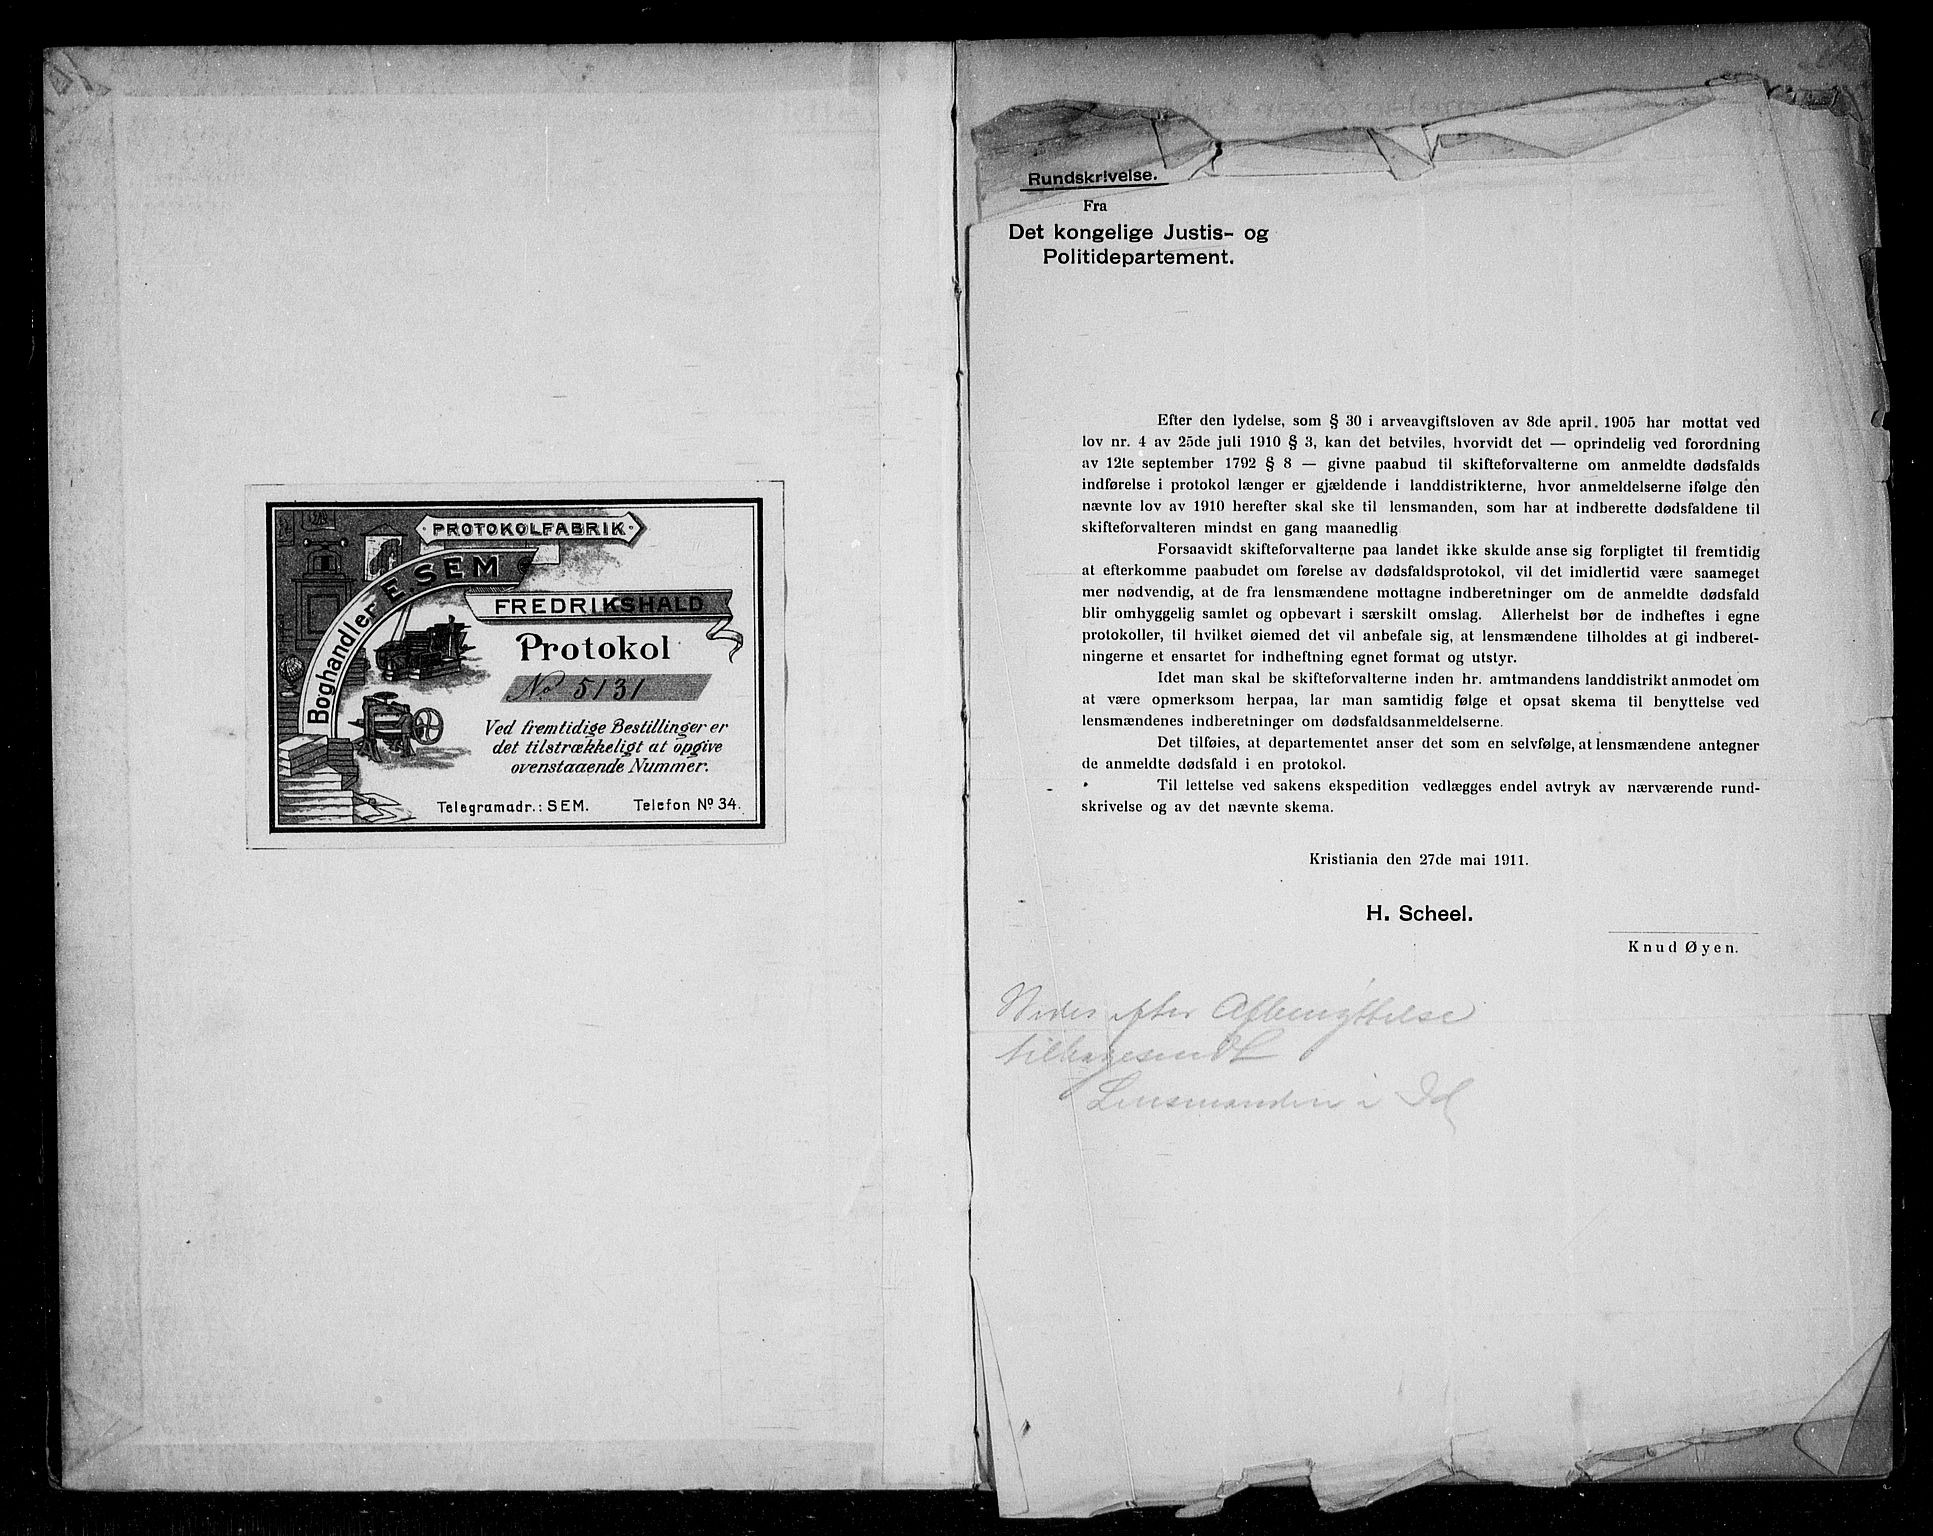 PROTOKOLFABRIK
Boghandler E. SEM
FREDRIKSHALD
Protokol
No 5131
Ved fremtidige Bestillinger er
det tilstrækkeligt at opgive
ovenstaaende Nummer.
Telegramadr.: SEM. Telefon No 34.
Rundskrivelse.
Fra
Det kongelige Justis- og
Politidepartement.
Efter den lydelse, som § 30 i arveavgiftsloven av 8de april. 1905 har mottat ved
lov nr. 4 av 25de juli 1910 § 3, kan det betviles, hvorvidt det — oprindelig ved forordning
av 12te september 1792 § 8 — givne paabud til skifteforvalterne om anmeldte dødsfalds
indførelse i protokol længer er gjældende i landdistrikterne, hvor anmeldelserne ifølge den
nævnte lov av 1910 herefter skal ske til lensmanden, som har at indberette dødsfaldene til
skifteforvalteren mindst en gang maanedlig
Forsaavidt skifteforvalterne paa landet ikke skulde anse sig forpligtet til fremtidig
at efterkomme paabudet om førelse av dødsfaldsprotokol, vil det imidlertid være saameget
mer nødvendig, at de fra lensmændene mottagne indberetninger om de anmeldte dødsfald
blir omhyggelig samlet og opbevart i særskilt omslag. Allerhelst bør de indheftes i egne
protokoller, til hvilket øiemed det vil anbefale sig, at lensmændene tilholdes at gi indberet-
ningerne et ensartet for indheftning egnet format og utstyr.
Idet man skal be skifteforvalterne inden hr. amtmandens landdistrikt anmodet om
at være opmerksom herpaa, lar man samtidig følge et opsat skema til benyttelse ved
lensmændenes indberetninger om dødsfaldsanmeldelserne.
Det tilføies, at departementet anser det som en selvfølge, at lensmændene antegner
de anmeldte dødsfald i en protokol.
Til lettelse ved sakens ekspedition vedlægges endel avtryk av nærværende rund-
skrivelse og av det nævnte skema.
Kristiania den 27de mai 1911.
H. Scheel.
Knud Øyen.
efter Afbenyttelse
tilbagesendt
Lensmanden i Id